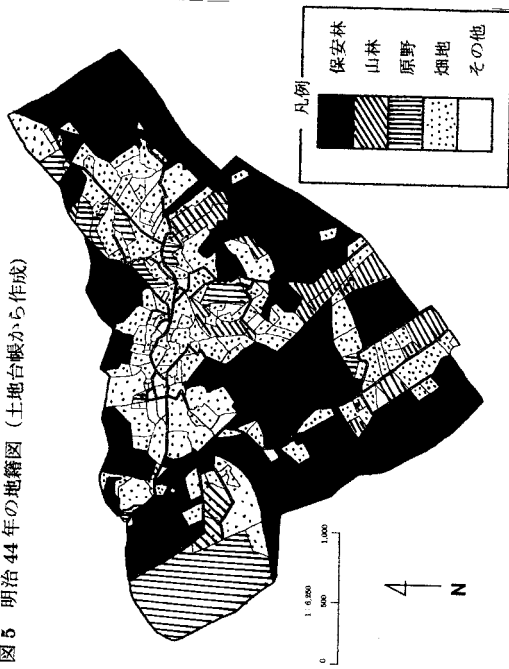 図5 明治44年の地籍図（土地台帳から作成）
凡例
保安林
山林
原野
畑地
その他
1:6,250
0 500 1,000
N